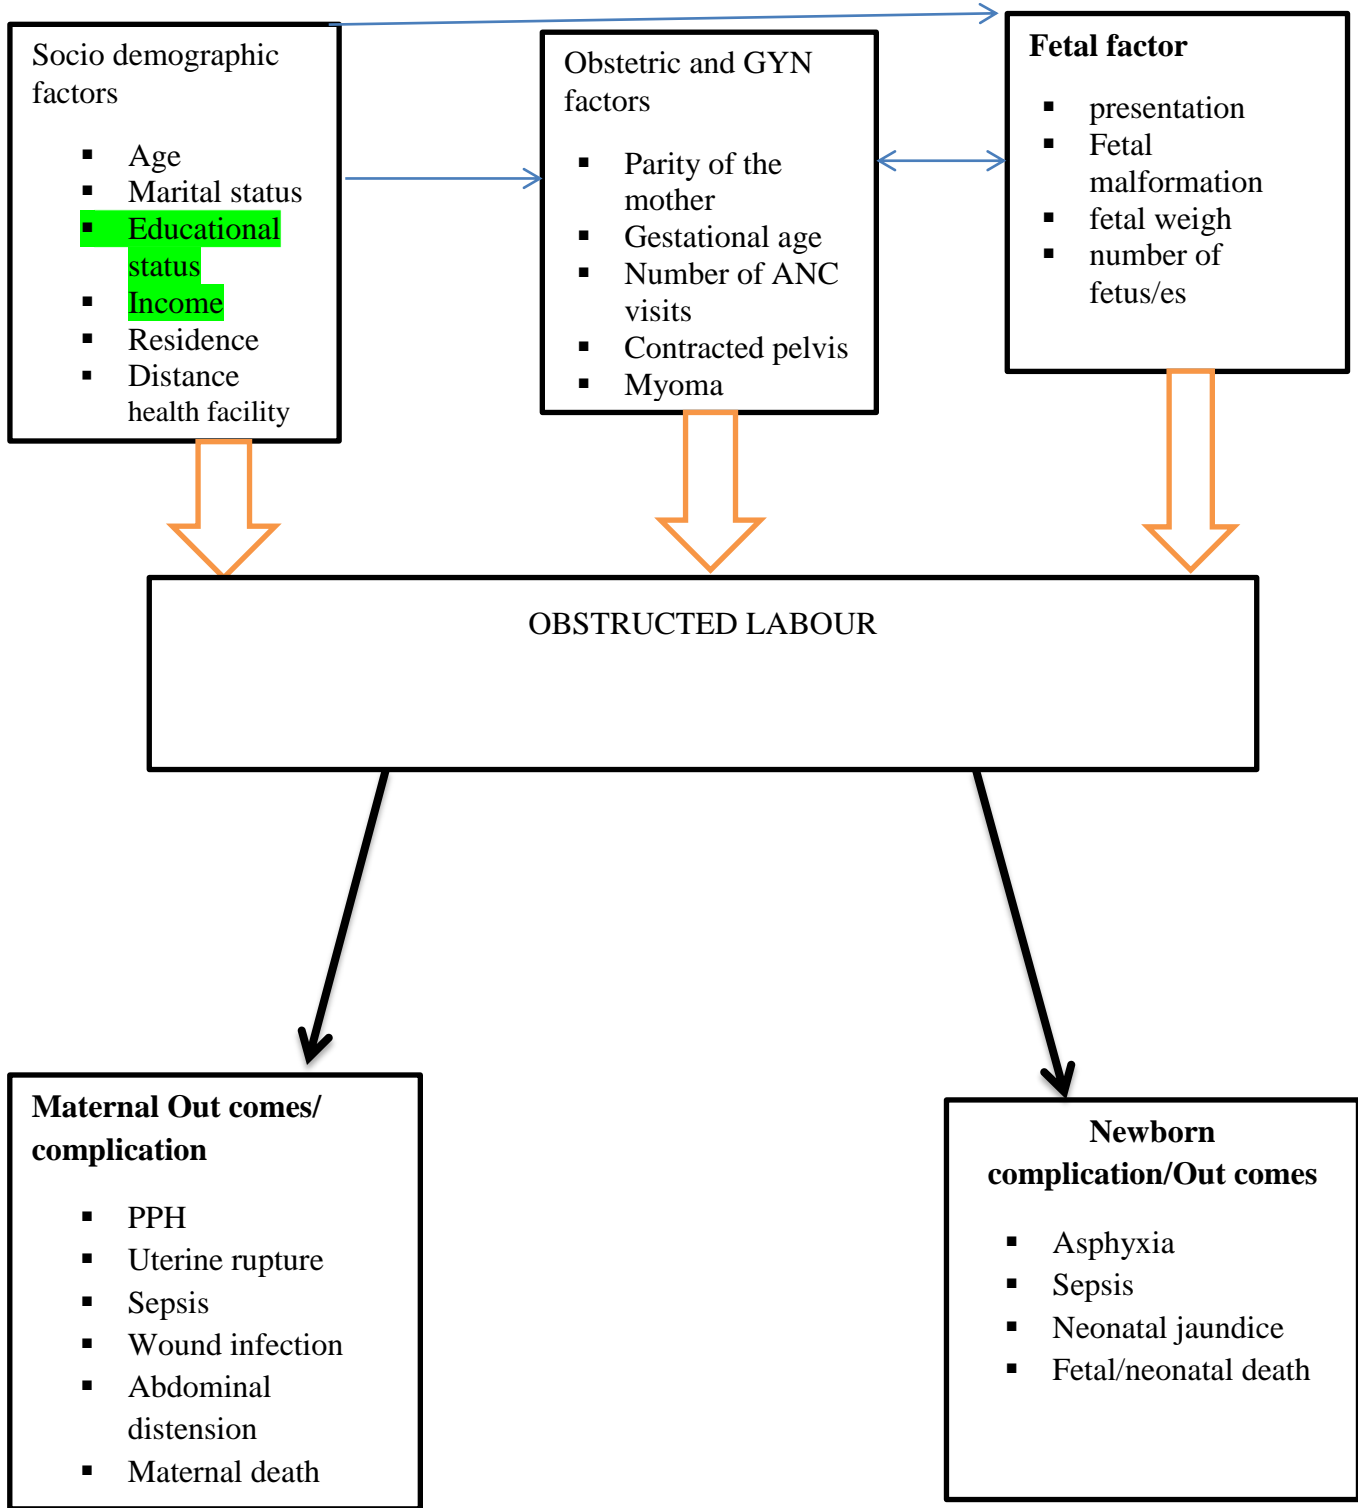 Socio demographic
factors
▪ Age
▪ Marital status
▪ Educational
status
▪ Income
▪ Residence
▪ Distance
health facility
Obstetric and GYN
factors
▪ Parity of the
mother
▪ Gestational age
▪ Number of ANC
visits
▪ Contracted pelvis
▪ Myoma
Fetal factor
▪ presentation
▪ Fetal
malformation
▪ fetal weigh
▪ number of
fetus/es
OBSTRUCTED LABOUR
Maternal Out comes/
complication
▪ PPH
▪ Uterine rupture
▪ Sepsis
▪ Wound infection
▪ Abdominal
distension
▪ Maternal death
Newborn
complication/Out comes
▪ Asphyxia
▪ Sepsis
▪ Neonatal jaundice
▪ Fetal/neonatal death